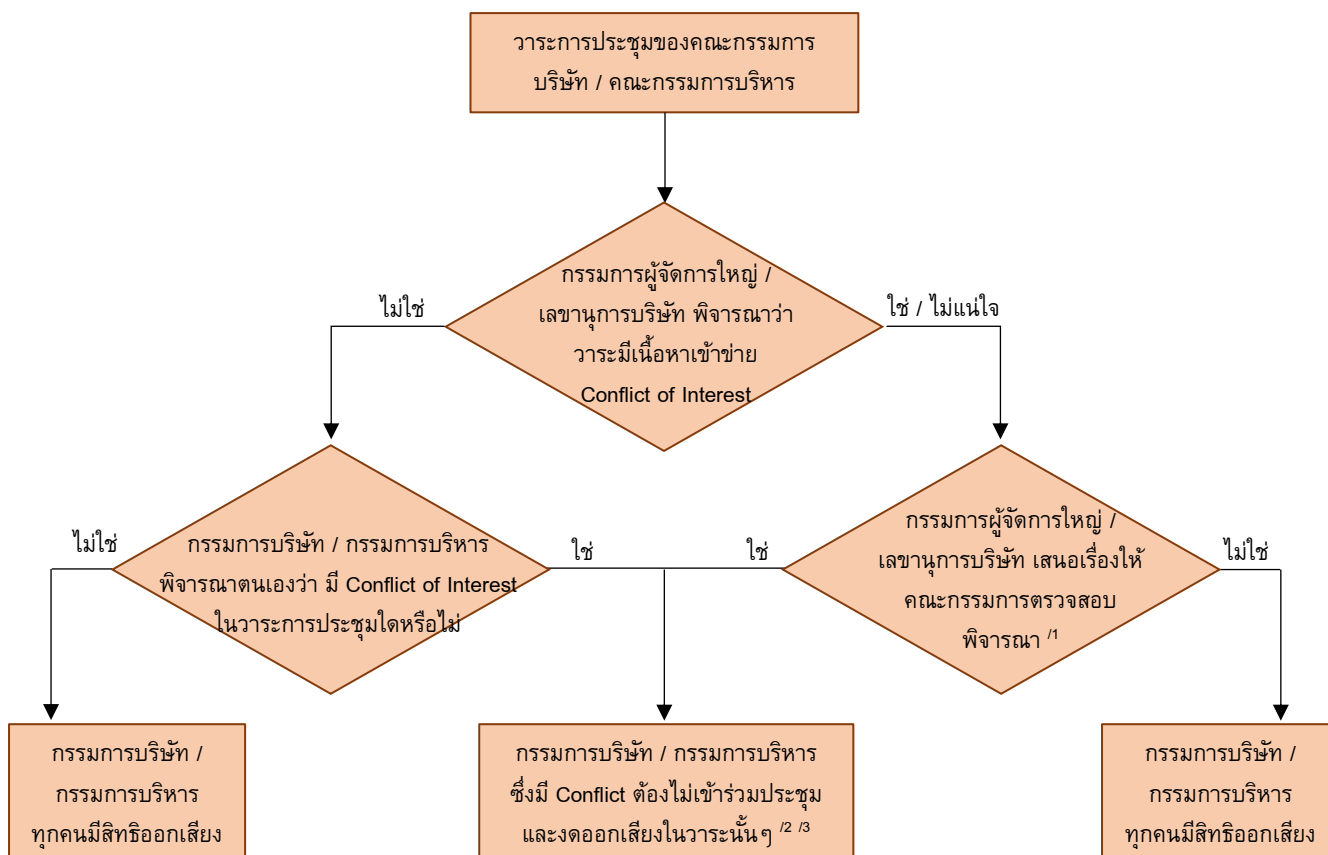 วาระการประชุมของคณะกรรมการ
บริษัท / คณะกรรมการบริหาร
กรรมการผู้จัดการใหญ่ /
เลขานุการบริษัท พิจารณาว่า
วาระมีเนื้อหาเข้าข่าย
Conflict of Interest
ไม่ใช่
ใช่ / ไม่แน่ใจ
กรรมการบริษัท / กรรมการบริหาร
พิจารณาตนเองว่า มี Conflict of Interest
ในวาระการประชุมใดหรือไม่
ไม่ใช่
ใช่
ใช่
กรรมการผู้จัดการใหญ่ /
เลขานุการบริษัท เสนอเรื่องให้
คณะกรรมการตรวจสอบ
พิจารณา /1
ไม่ใช่
กรรมการบริษัท /
กรรมการบริหาร
ทุกคนมีสิทธิออกเสียง
กรรมการบริษัท / กรรมการบริหาร
ซึ่งมี Conflict ต้องไม่เข้าร่วมประชุม
และงดออกเสียงในวาระนั้นๆ /2 /3
กรรมการบริษัท /
กรรมการบริหาร
ทุกคนมีสิทธิออกเสียง